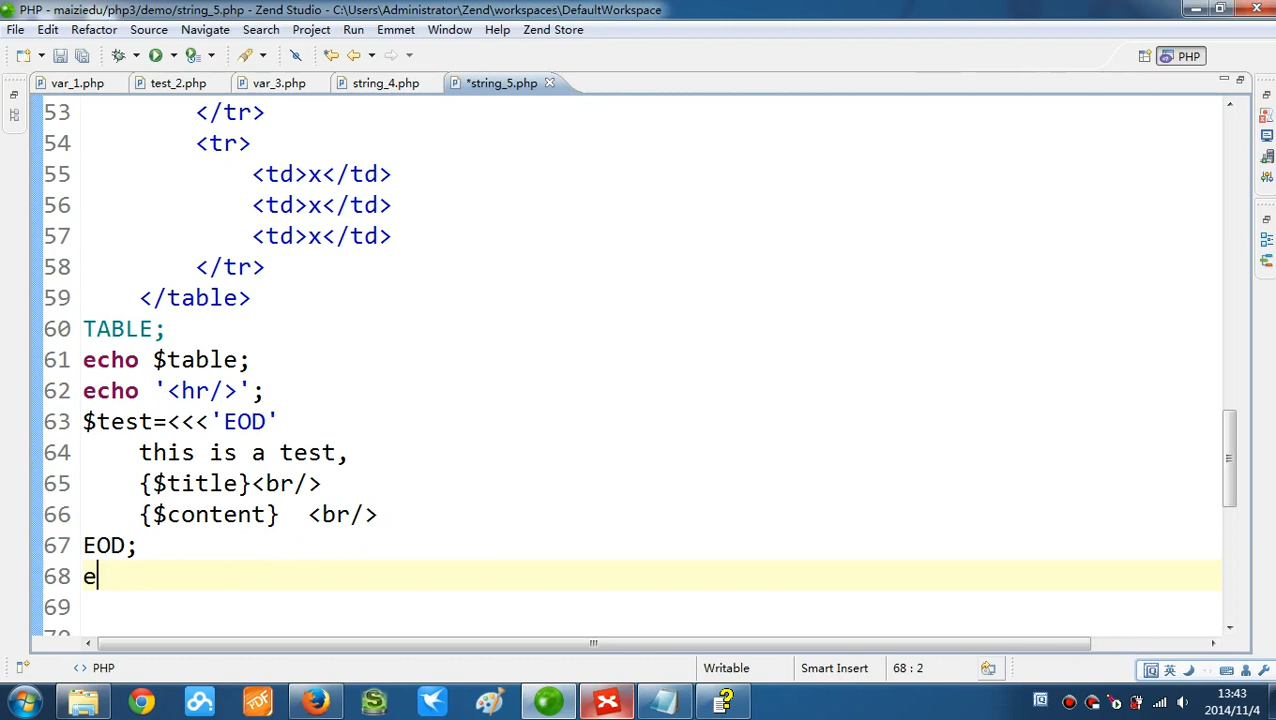 PHP - maiziedu/php3/demo/string_5.php - Zend Studio - C:\Users\Administrator\Zend\workspaces\DefaultWorkspace
File Edit Refactor Source Navigate Search Project Run Emmet Window Help Zend Store
PHP
var_1.php test_2.php var_3.php string_4.php *string_5.php
53 </tr>
54 <tr>
55 <td>x</td>
56 <td>x</td>
57 <td>x</td>
58 </tr>
59 </table>
60 TABLE;
61 echo $table;
62 echo '<hr/>';
63 $test=<<<'EOD'
64 this is a test,
65 {$title}<br/>
66 {$content}  <br/>
67 EOD;
68 e
69
70
PHP Writable Smart Insert 68 : 2
英
PDF
13:43
2014/11/4